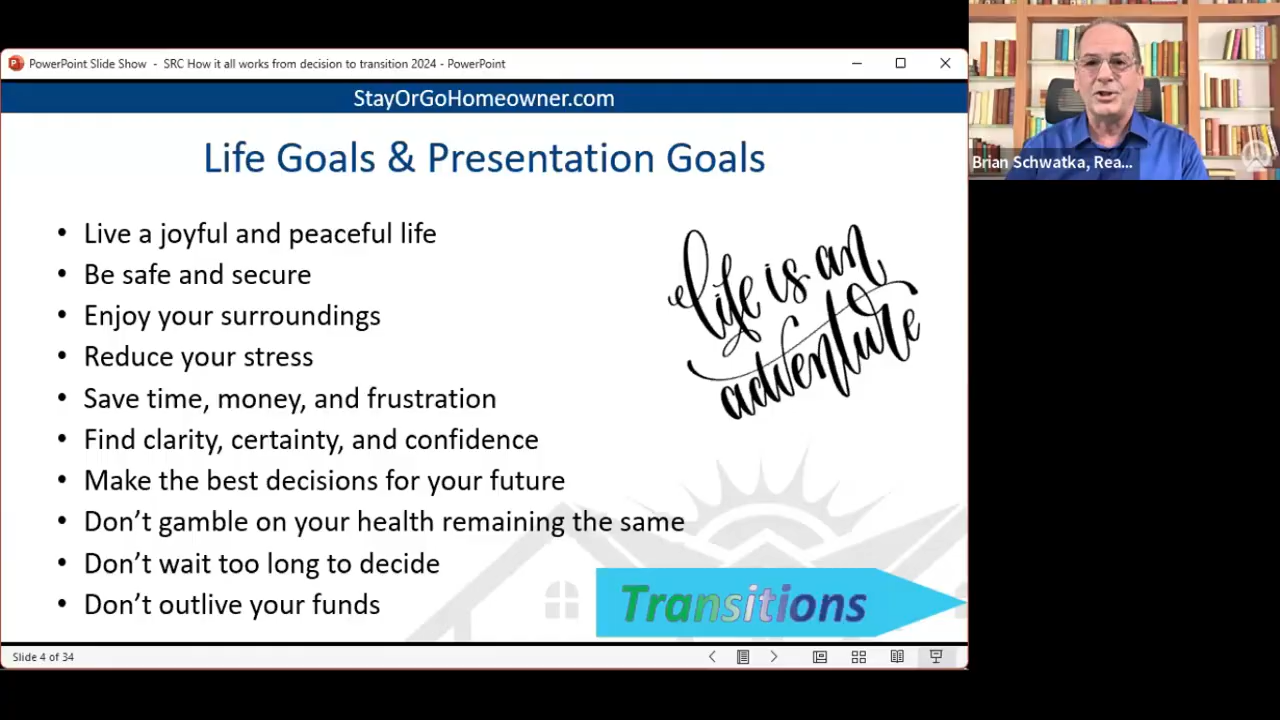 PowerPoint Slide Show - SRC How it all works from decision to transition 2024 - PowerPoint
StayOrGoHomeowner.com
Life Goals & Presentation Goals
• Live a joyful and peaceful life
• Be safe and secure
• Enjoy your surroundings
• Reduce your stress
• Save time, money, and frustration
• Find clarity, certainty, and confidence
• Make the best decisions for your future
• Don't gamble on your health remaining the same
• Don't wait too long to decide
• Don't outlive your funds
life is an
adventure
Transitions
Slide 4 of 34
Brian Schwatka, Rea...